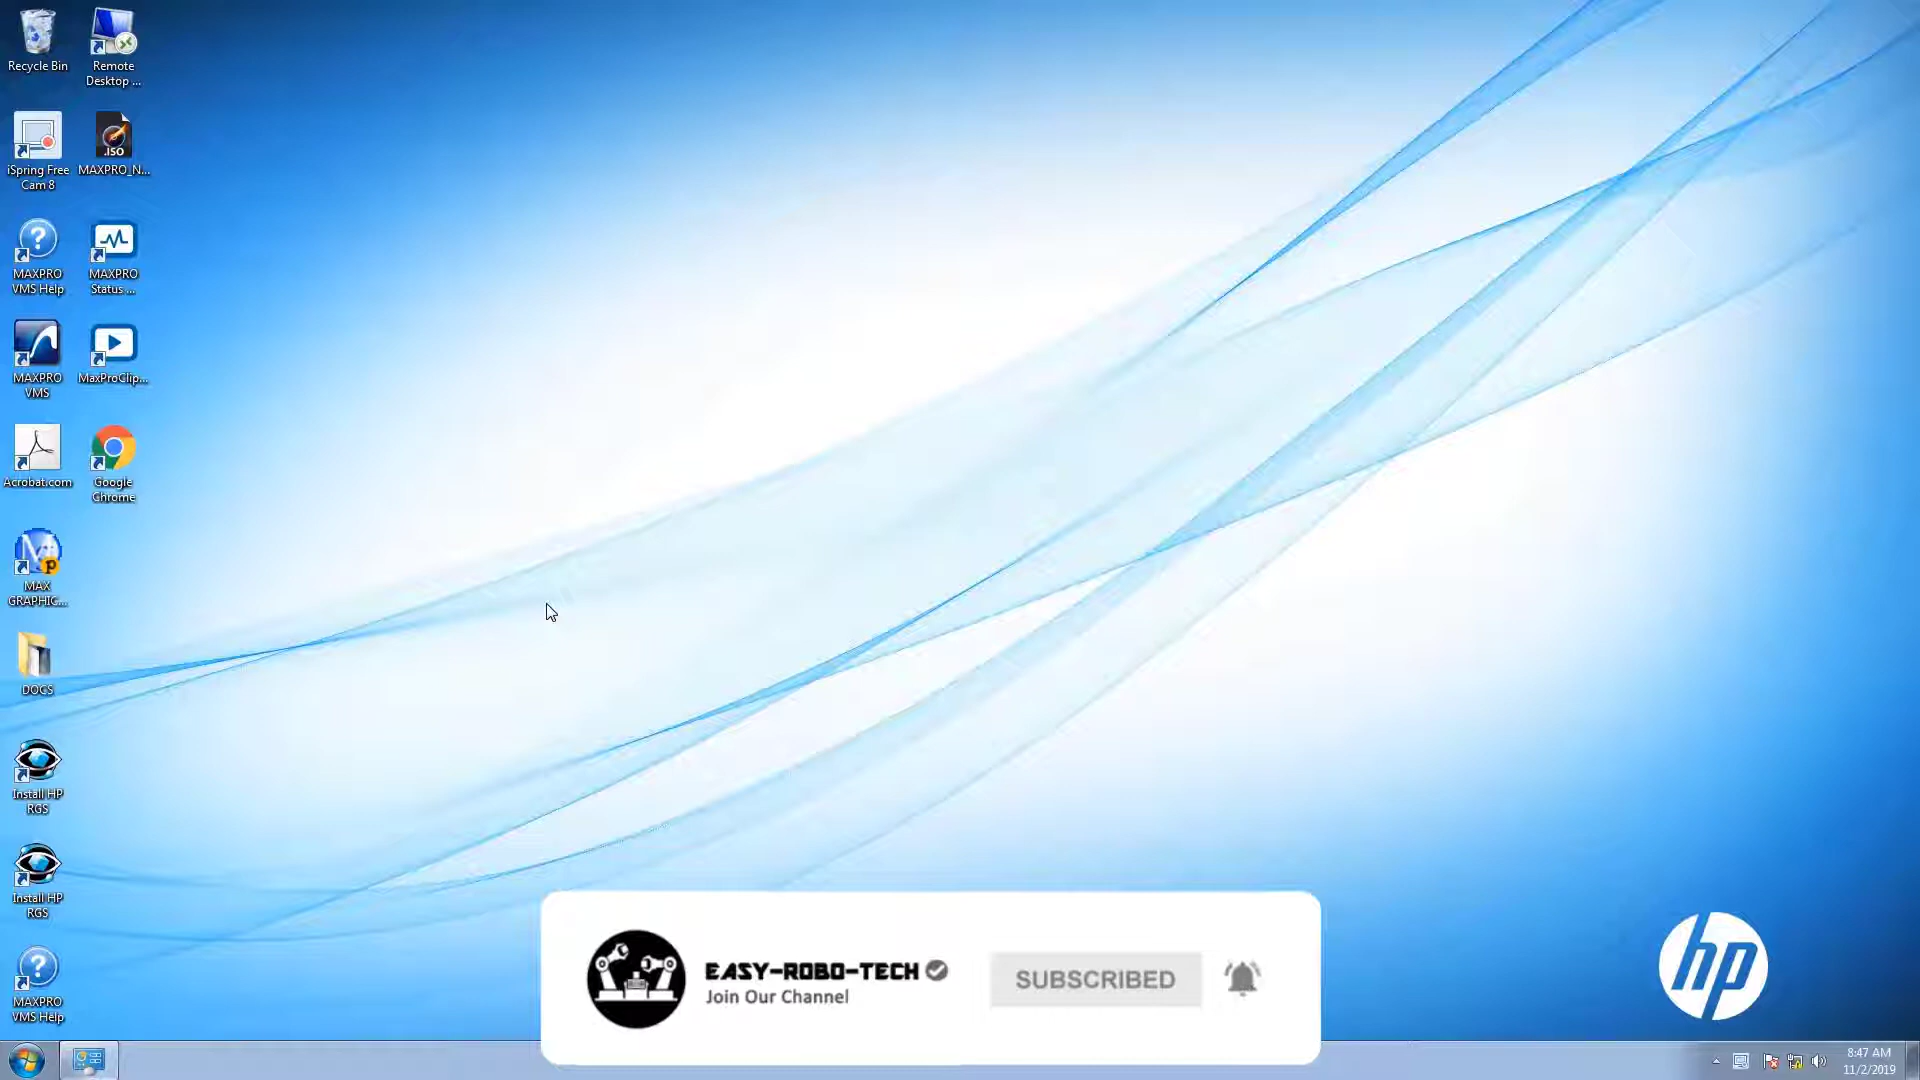 Recycle Bin
Remote
Desktop ...
iSpring Free
Cam 8
.ISO
MAXPRO_N...
MAXPRO
VMS Help
MAXPRO
Status ...
MAXPRO
VMS
MaxProClip...
Acrobat.com
Google
Chrome
MAX
GRAPHIC...
DOCS
Install HP
RGS
Install HP
RGS
MAXPRO
VMS Help
EASY-ROBO-TECH
Join Our Channel
SUBSCRIBED
hp
8:47 AM
11/2/2019